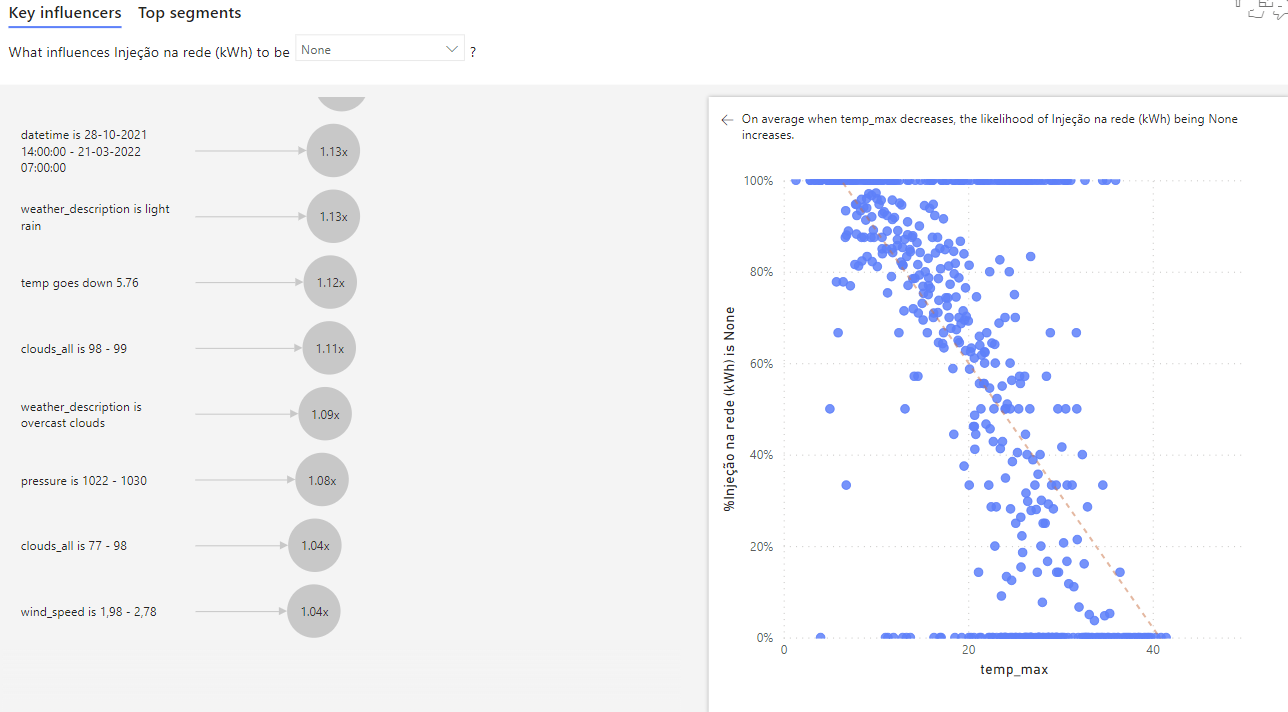 Key influencers Top segments
What influences Injeção na rede (kWh) to be None ?
datetime is 28-10-2021
14:00:00 - 21-03-2022
07:00:00
1.13x
weather_description is light
rain
1.13x
temp goes down 5.76
1.12x
clouds_all is 98 - 99
1.11x
weather_description is
overcast clouds
1.09x
pressure is 1022 - 1030
1.08x
clouds_all is 77 - 98
1.04x
wind_speed is 1,98 - 2,78
1.04x
On average when temp_max decreases, the likelihood of Injeção na rede (kWh) being None
increases.
%Injeção na rede (kWh) is None
100%
80%
60%
40%
20%
0%
0 20 40
temp_max